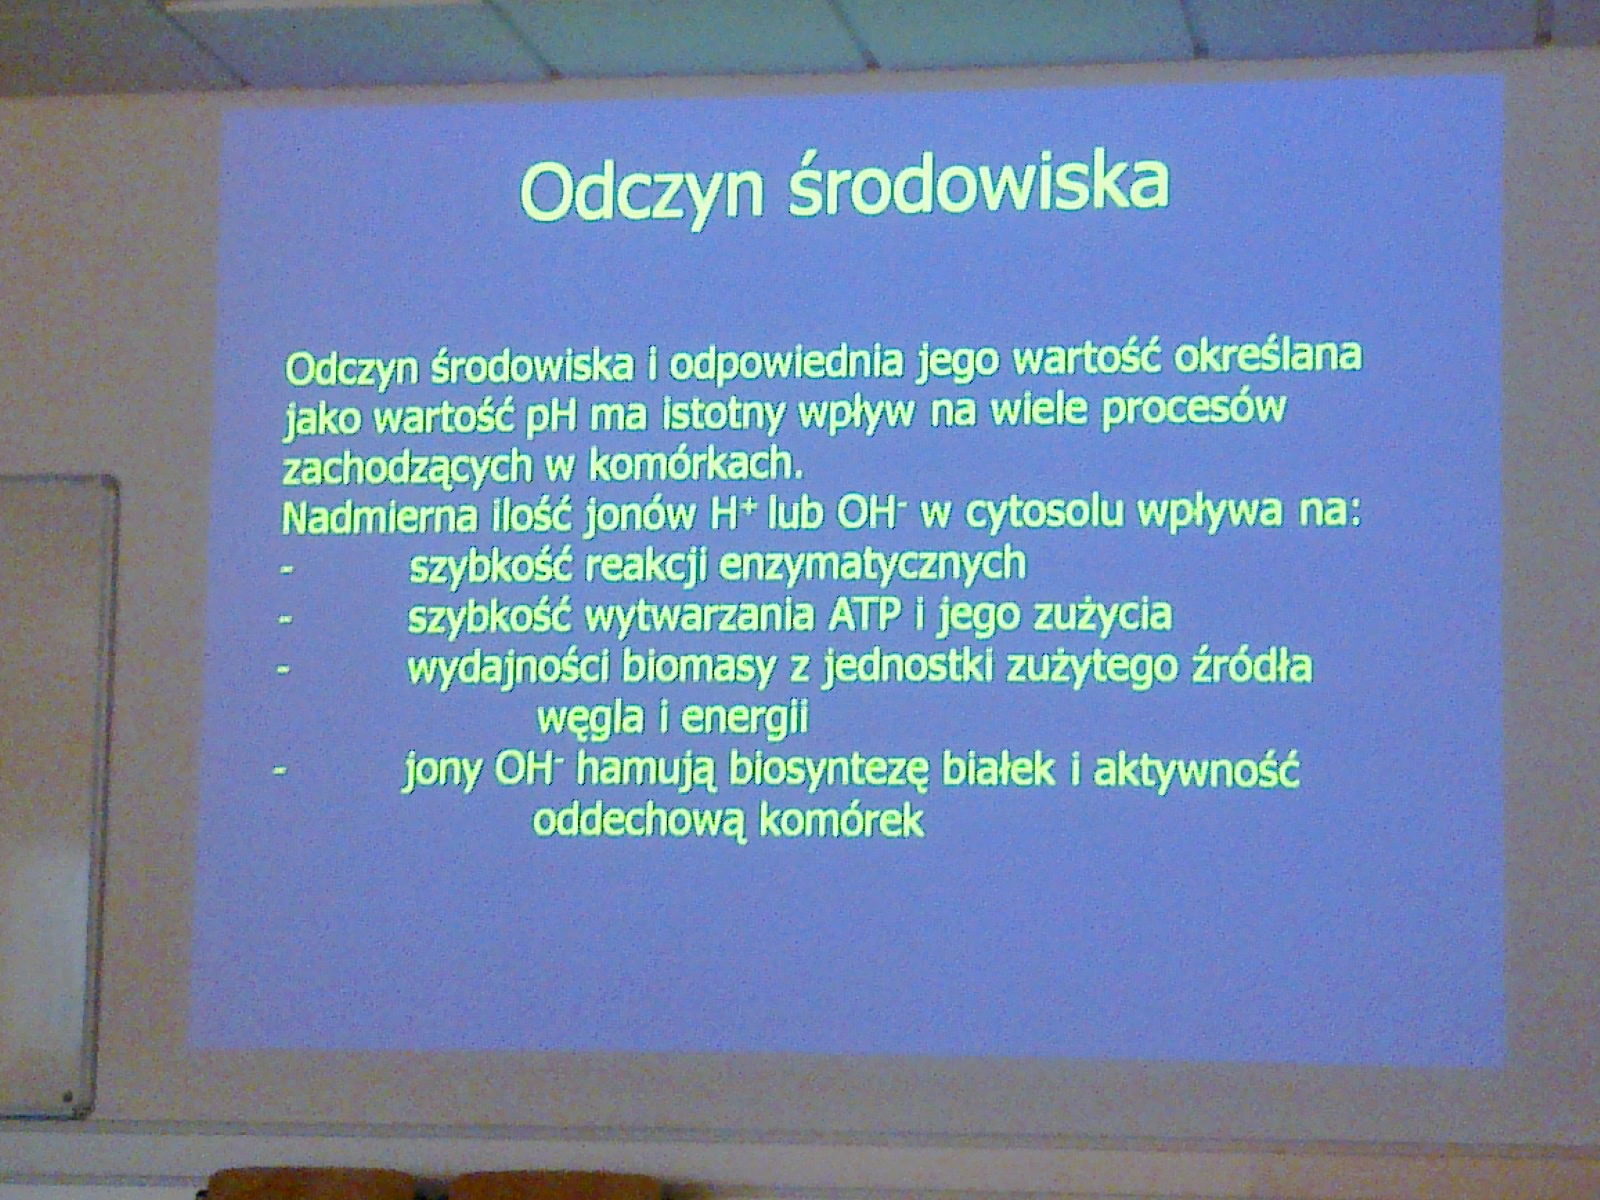 Odczyn środowiska
Odczyn środowiska i odpowiednia jego wartość określana
jako wartość pH ma istotny wpływ na wiele procesów
zachodzących w komórkach.
Nadmierna ilość jonów H⁺ lub OH⁻ w cytosolu wpływa na:
- szybkość reakcji enzymatycznych
- szybkość wytwarzania ATP i jego zużycia
- wydajności biomasy z jednostki zużytego źródła
węgla i energii
- jony OH⁻ hamują biosyntezę białek i aktywność
oddechową komórek